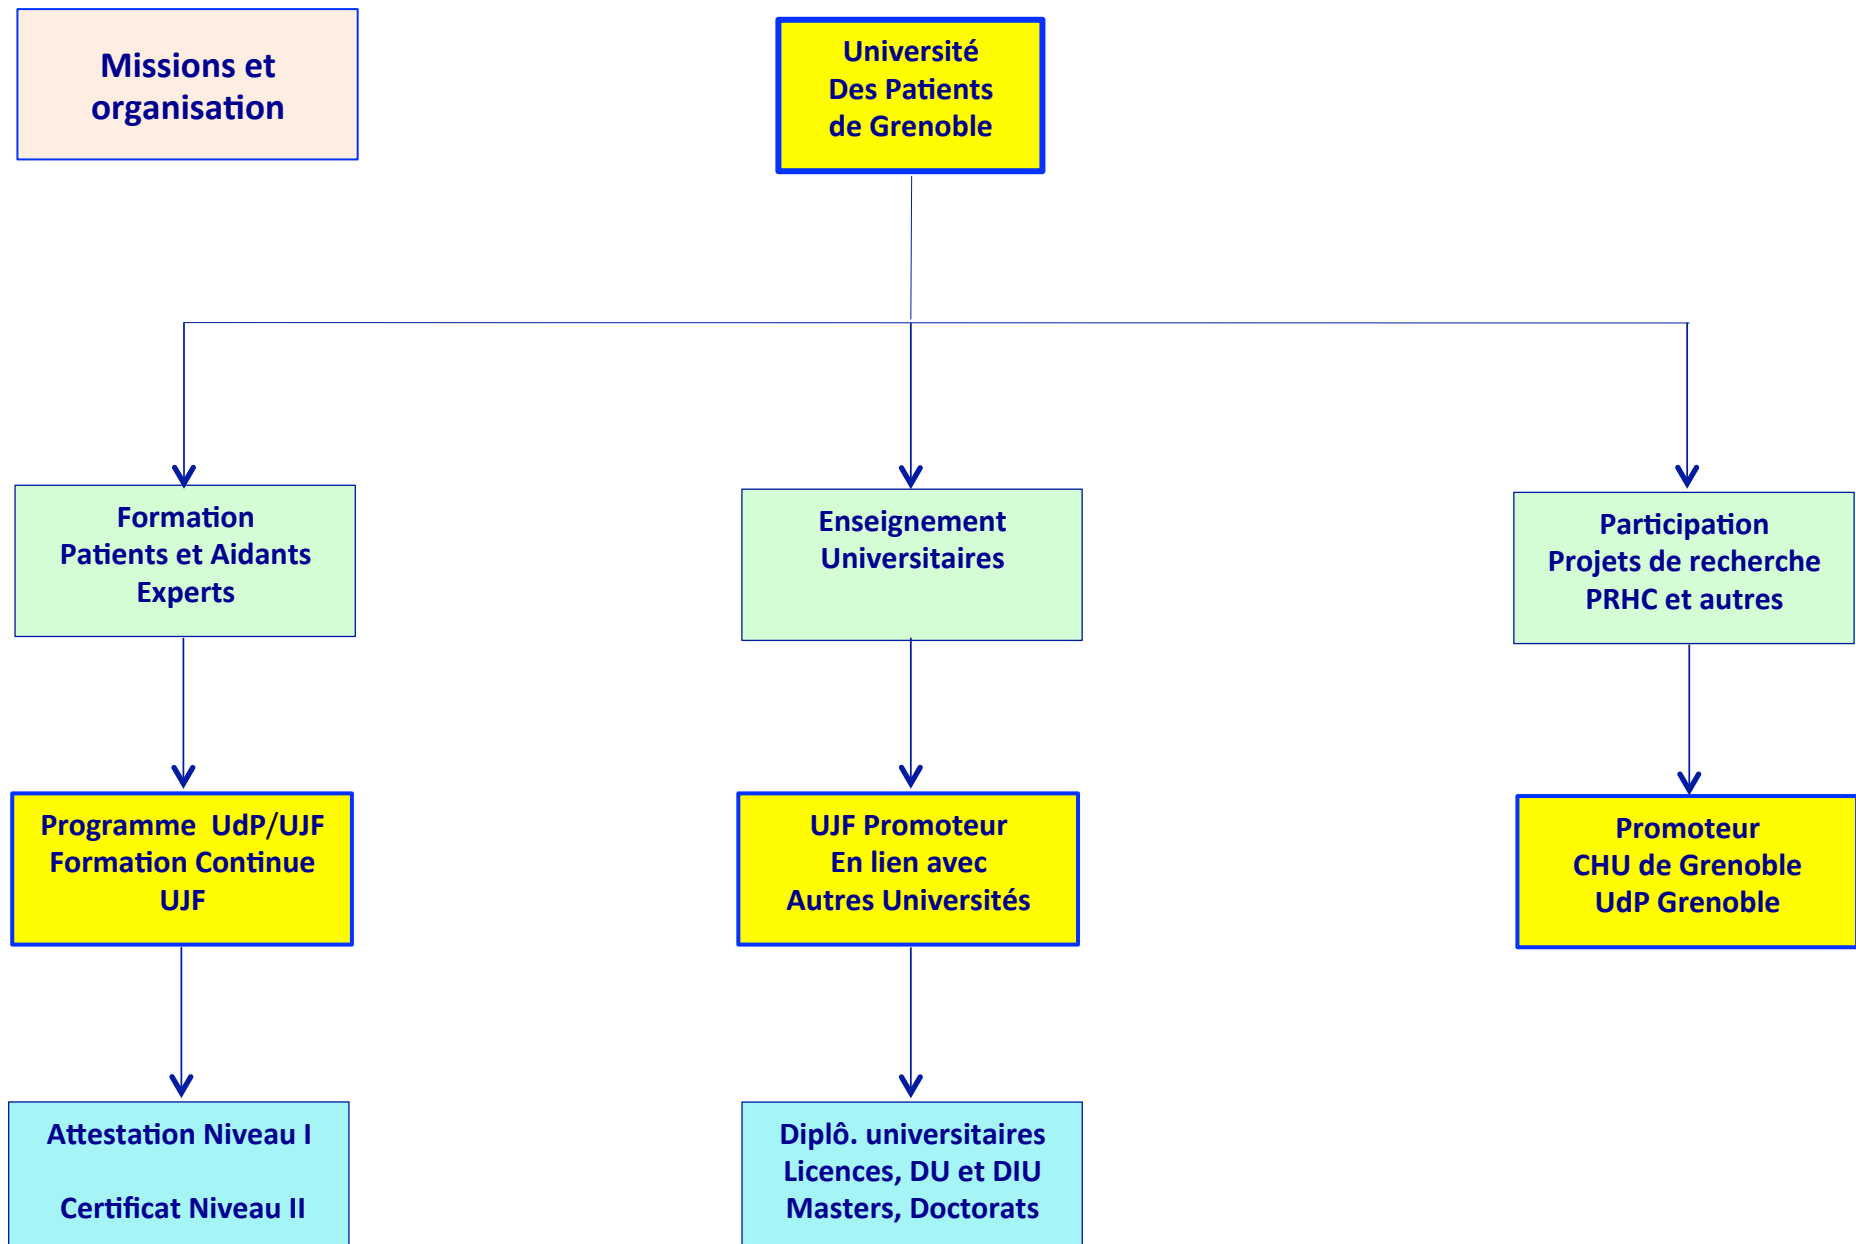 Missions et
organisation
Université
Des Patients
de Grenoble
Formation
Patients et Aidants
Experts
Enseignement
Universitaires
Participation
Projets de recherche
PRHC et autres
Programme UdP/UJF
Formation Continue
UJF
UJF Promoteur
En lien avec
Autres Universités
Promoteur
CHU de Grenoble
UdP Grenoble
Attestation Niveau I
Certificat Niveau II
Diplô. universitaires
Licences, DU et DIU
Masters, Doctorats